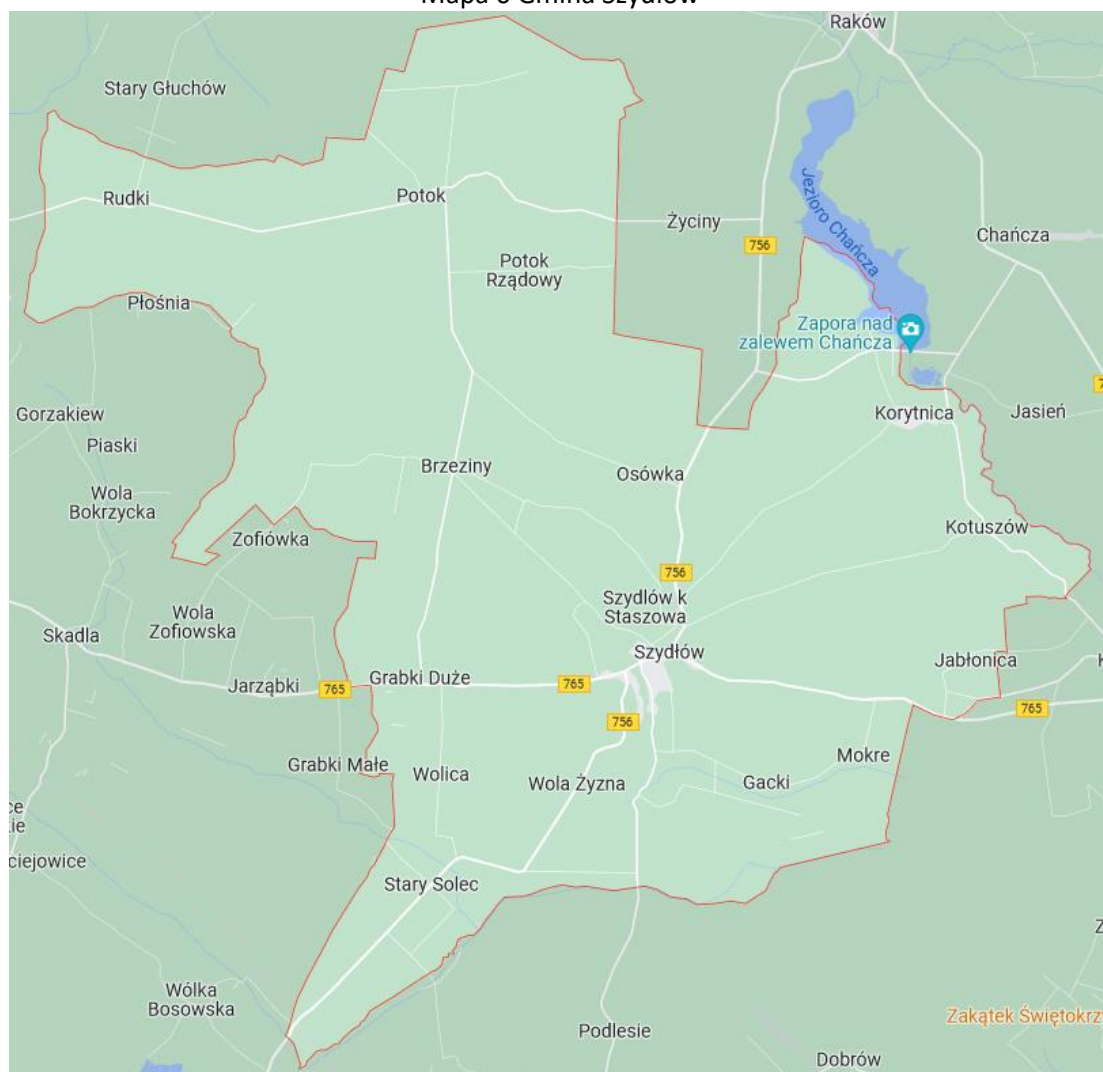 Mapa 6 Gmina Szydłów
Raków
Stary Głuchów
Jezioro Chańcza
Rudki
Potok
Życiny
756
Chańcza
Potok
Rządowy
Płośnia
Zapora nad
zalewem Chańcza
Gorzakiew
Korytnica
Jasień
Piaski
Brzeziny
Osówka
Wola
Bokrzycka
Zofiówka
Kotuszów
756
Szydlów k
Staszowa
Wola
Zofiowska
Skadla
Szydłów
Jabłonica
Grabki Duże
Jarząbki
765
765
765
756
Grabki Małe
Wolica
Wola Żyzna
Gacki
Mokre
ciejowice
Stary Solec
Wólka
Bosowska
Podlesie
Zakątek Świętokrzy
Dobrów